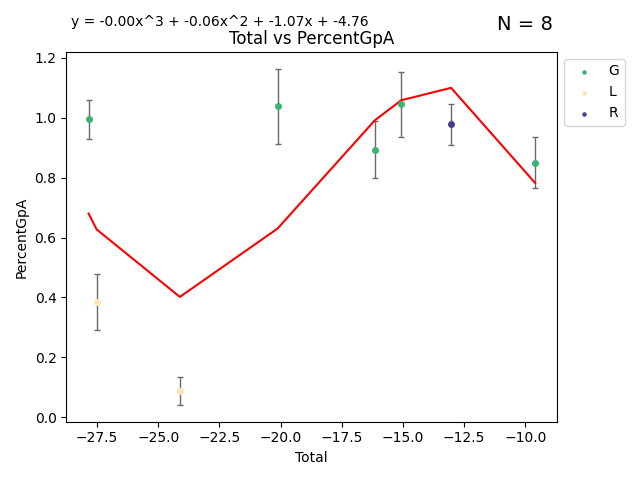 y = -0.00x^3 + -0.06x^2 + -1.07x + -4.76
N = 8
Total vs PercentGpA
1.2
1.0
0.8
0.6
0.4
0.2
0.0
PercentGpA
−27.5 −25.0 −22.5 −20.0 −17.5 −15.0 −12.5 −10.0
Total
G
L
R